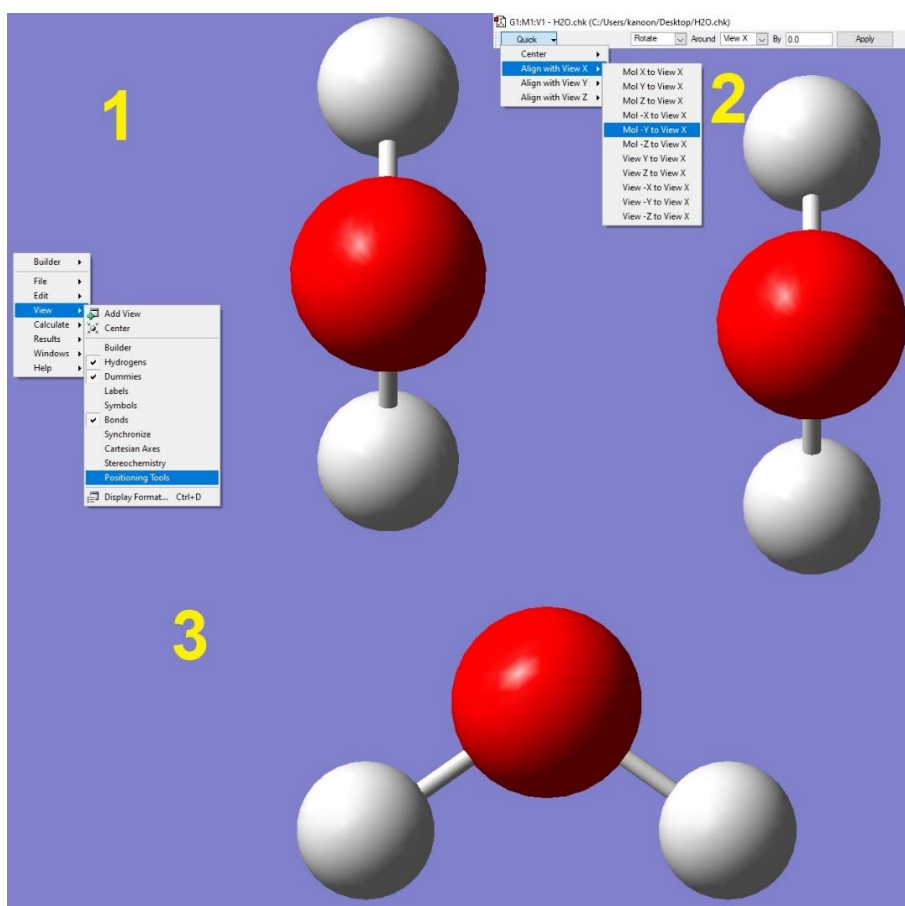 1
Builder
File
Edit
View
Calculate
Results
Windows
Help
Add View
Center
Builder
Hydrogens
Dummies
Labels
Symbols
Bonds
Synchronize
Cartesian Axes
Stereochemistry
Positioning Tools
Display Format... Ctrl+D
G1:M1:V1 - H2O.chk (C:/Users/kanoon/Desktop/H2O.chk)
Quick Rotate Around View X By 0.0 Apply
Center
Align with View X
Align with View Y
Align with View Z
Mol X to View X
Mol Y to View X
Mol Z to View X
Mol -X to View X
Mol -Y to View X
Mol -Z to View X
View Y to View X
View Z to View X
View -X to View X
View -Y to View X
View -Z to View X
2
3